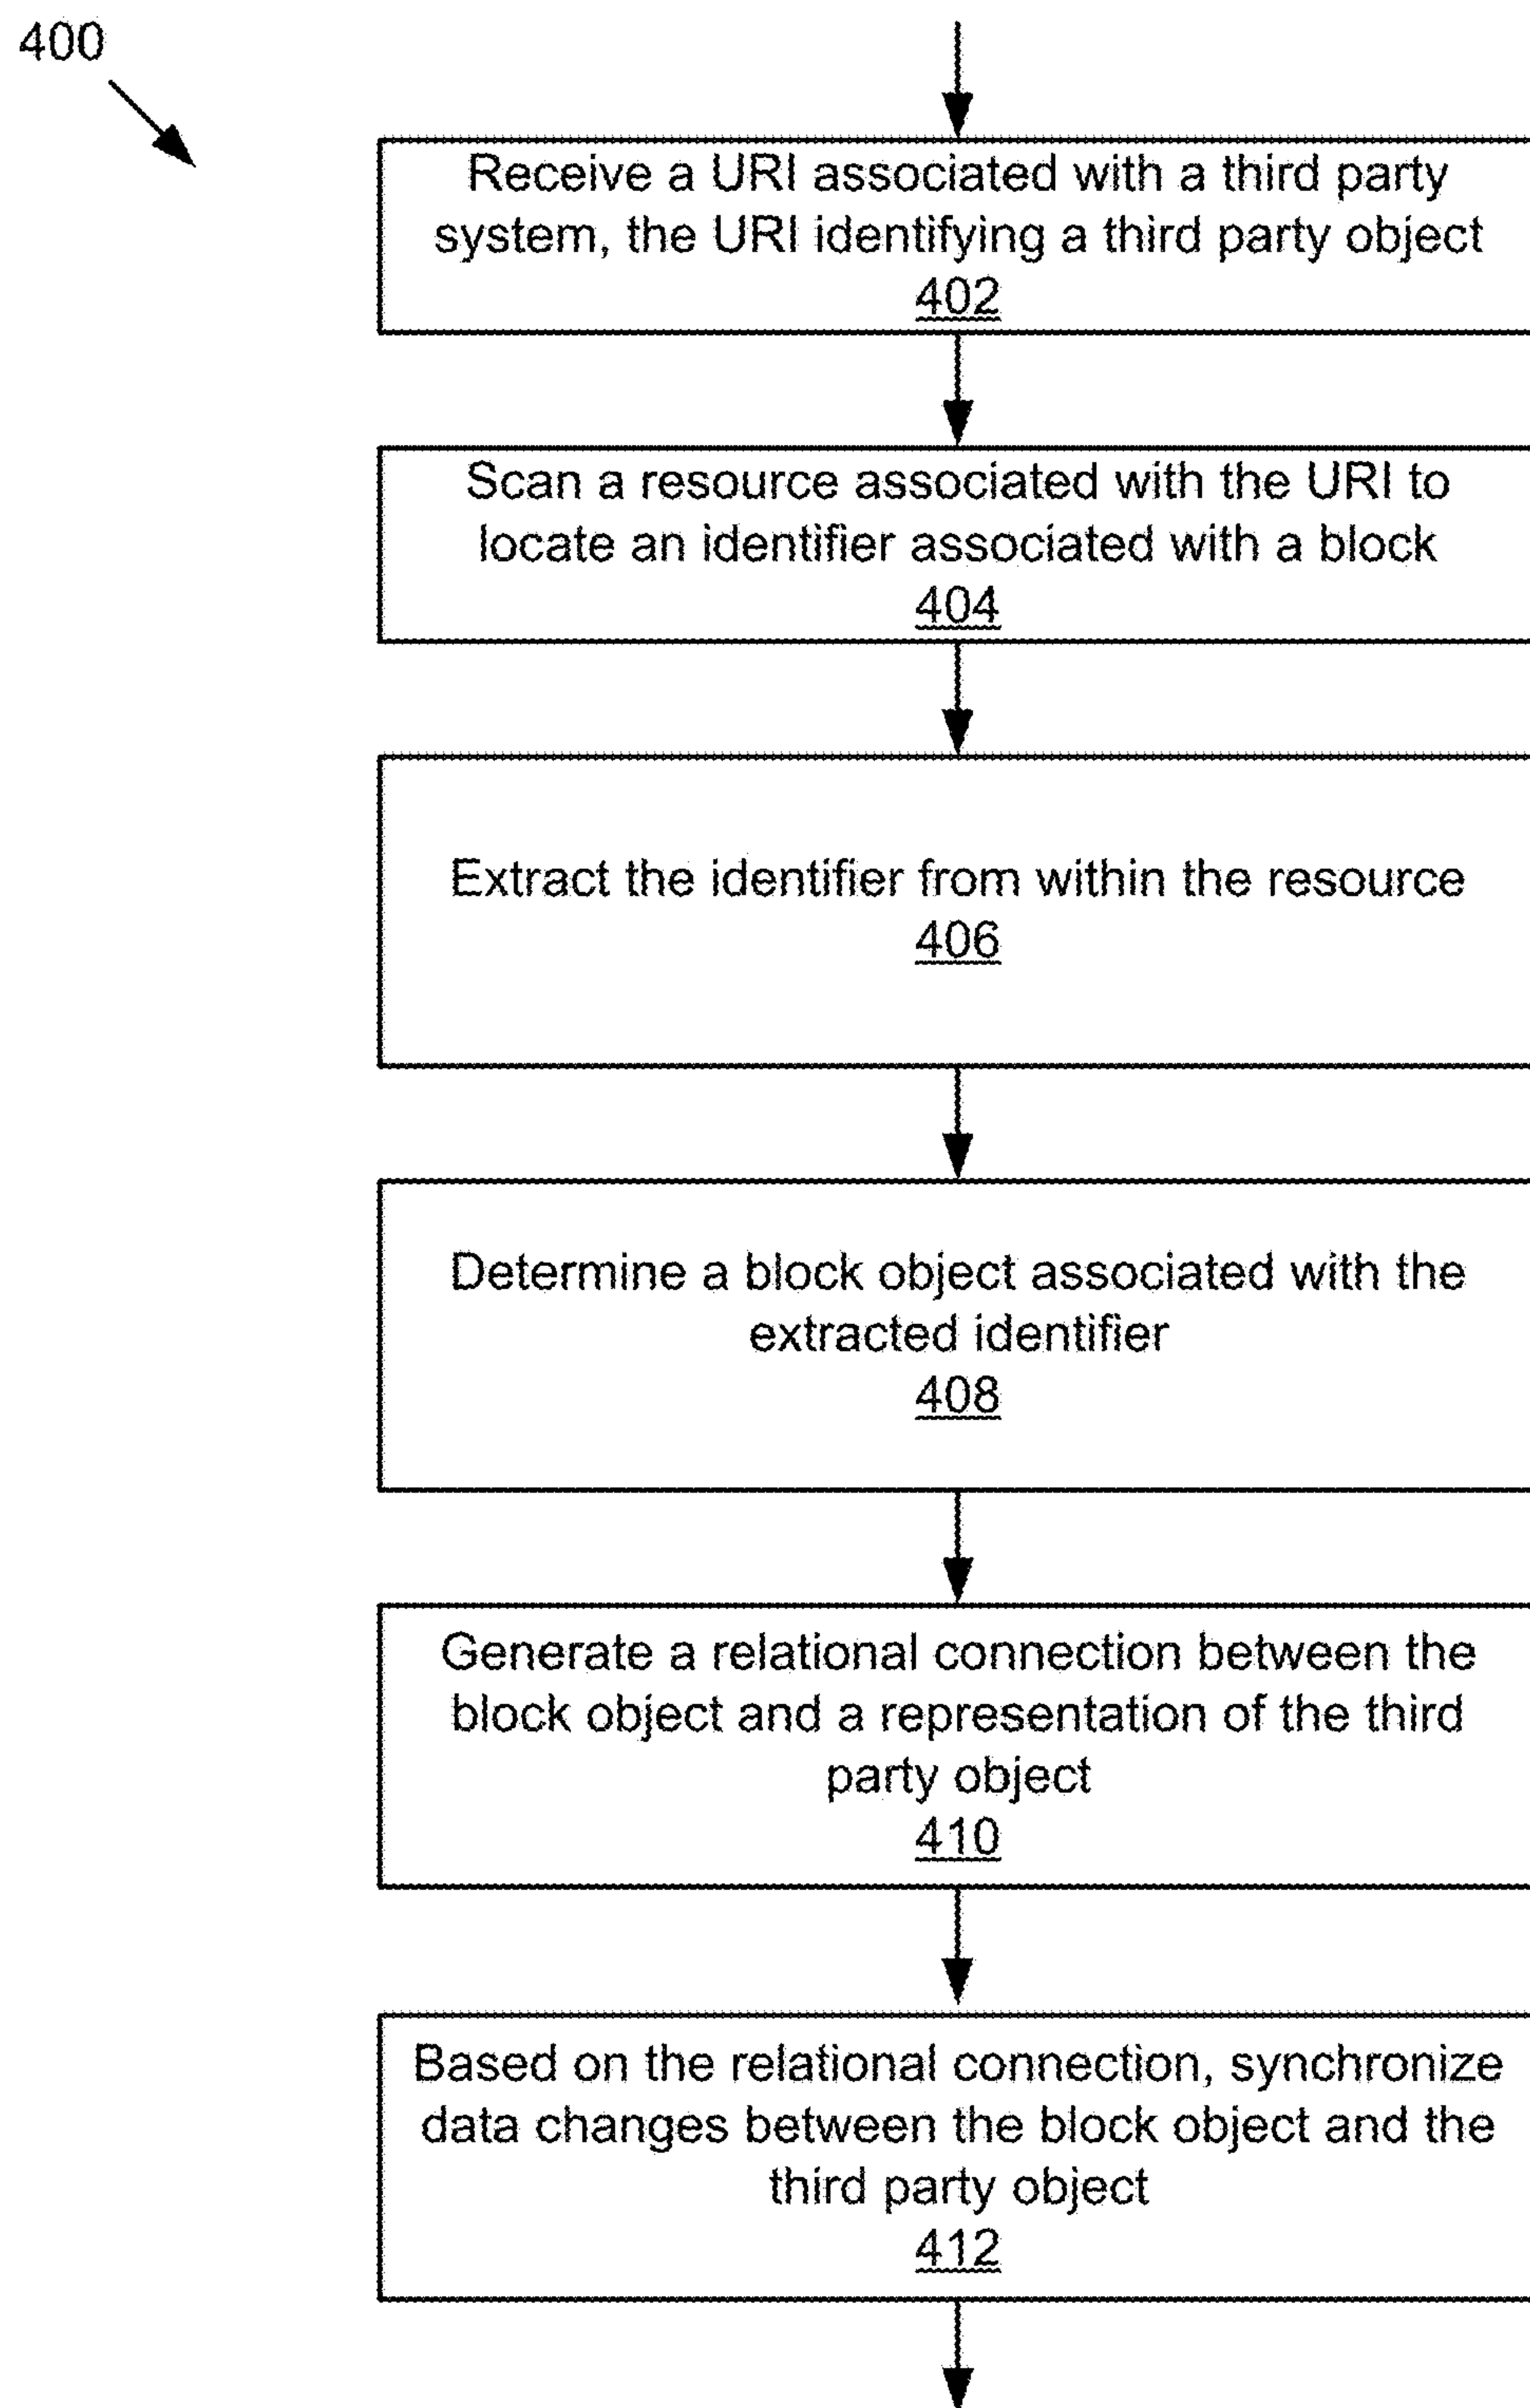 400
Receive a URI associated with a third party
system, the URI identifying a third party object
402
Scan a resource associated with the URI to
locate an identifier associated with a block
404
Extract the identifier from within the resource
406
Determine a block object associated with the
extracted identifier
408
Generate a relational connection between the
block object and a representation of the third
party object
410
Based on the relational connection, synchronize
data changes between the block object and the
third party object
412